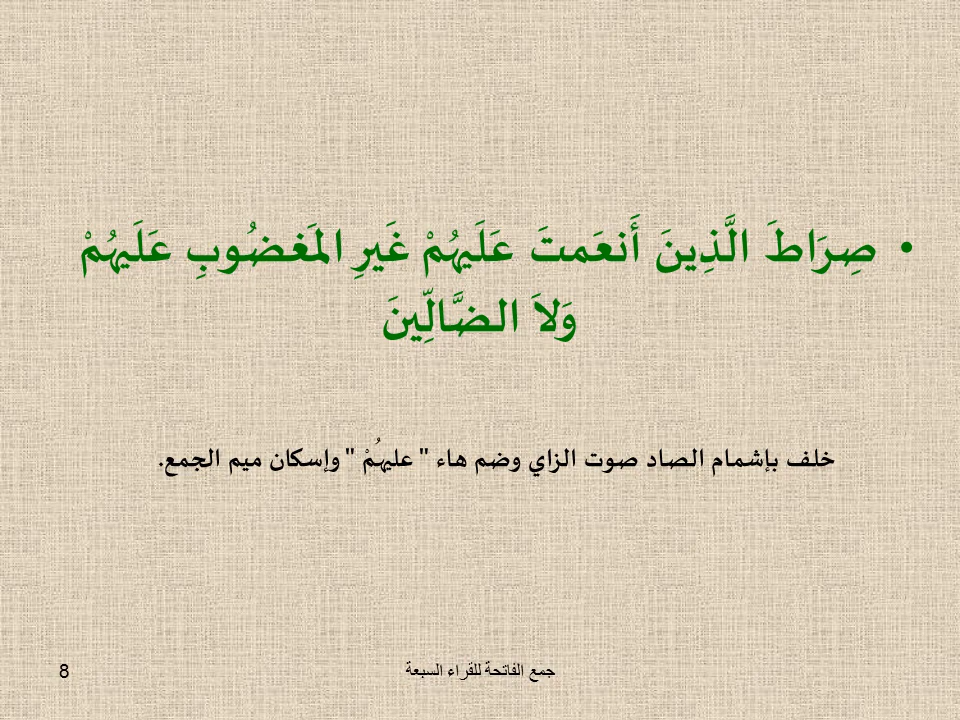 • صِرَاطَ الَّذِينَ أَنعَمتَ عَلَيهُمْ غَيرِ المَغضُوبِ عَلَيهُمْ
وَلاَ الضَّالِّينَ
خلف بإشمام الصاد صوت الزاي وضم هاء " عليهُمْ " وإسكان ميم الجمع.
جمع الفاتحة للقراء السبعة
8